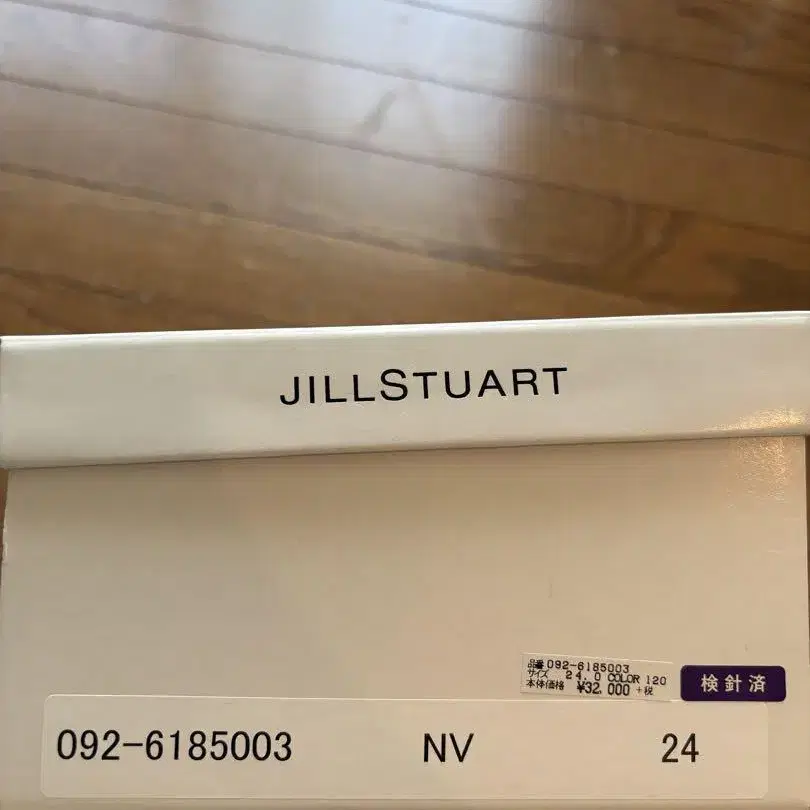 JILLSTUART
品番 092-6185003
サイズ 24.0 COLOR 120
本体価格 ¥32,000 +税
検針済
092-6185003 NV 24